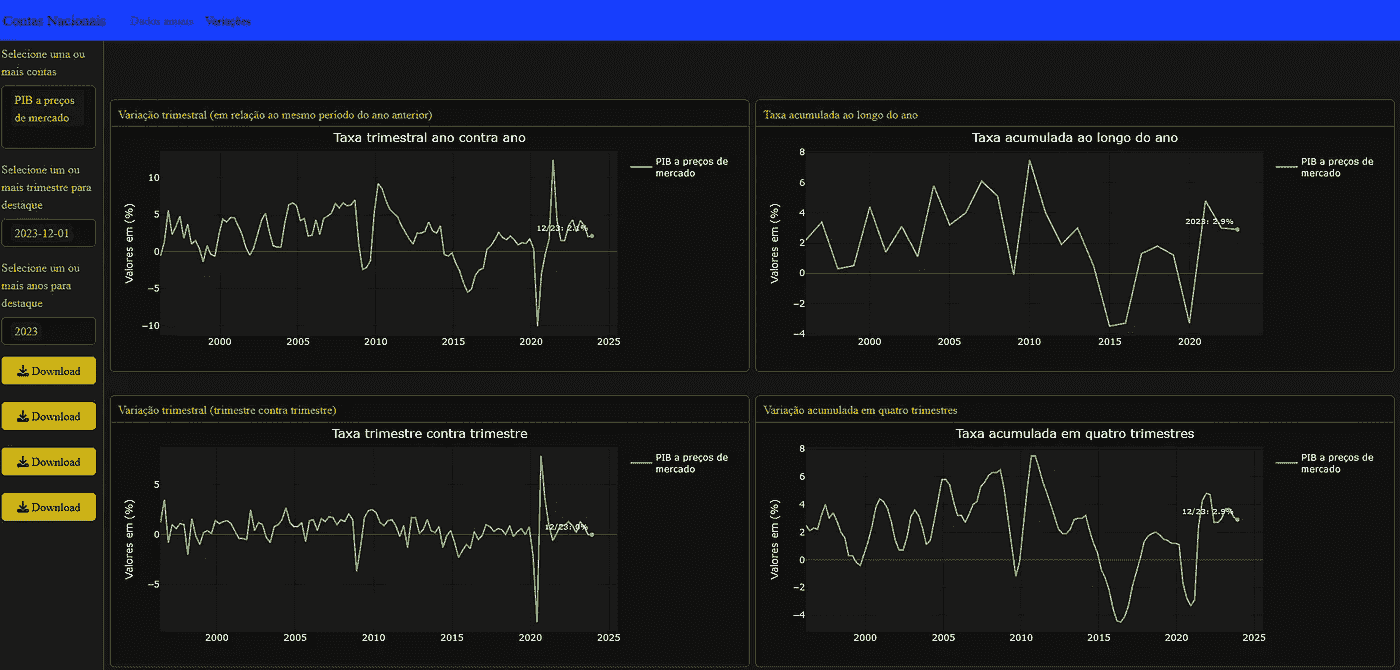 Contas Nacionais
Dados anuais
Variações
Selecione uma ou
mais contas
PIB a preços
de mercado
Selecione um ou
mais trimestre para
destaque
2023-12-01
Selecione um ou
mais anos para
destaque
2023
Download
Download
Download
Download
Variação trimestral (em relação ao mesmo período do ano anterior)
Taxa trimestral ano contra ano
PIB a preços de
mercado
Valores em (%)
10
5
0
−5
−10
12/23: 2.1%
2000
2005
2010
2015
2020
2025
Taxa acumulada ao longo do ano
Taxa acumulada ao longo do ano
PIB a preços de
mercado
Valores em (%)
8
6
4
2
0
−2
−4
2023: 2.9%
2000
2005
2010
2015
2020
Variação trimestral (trimestre contra trimestre)
Taxa trimestre contra trimestre
PIB a preços de
mercado
Valores em (%)
5
0
−5
12/23: 0%
2000
2005
2010
2015
2020
2025
Variação acumulada em quatro trimestres
Taxa acumulada em quatro trimestres
PIB a preços de
mercado
Valores em (%)
8
6
4
2
0
−2
−4
12/23: 2.9%
2000
2005
2010
2015
2020
2025